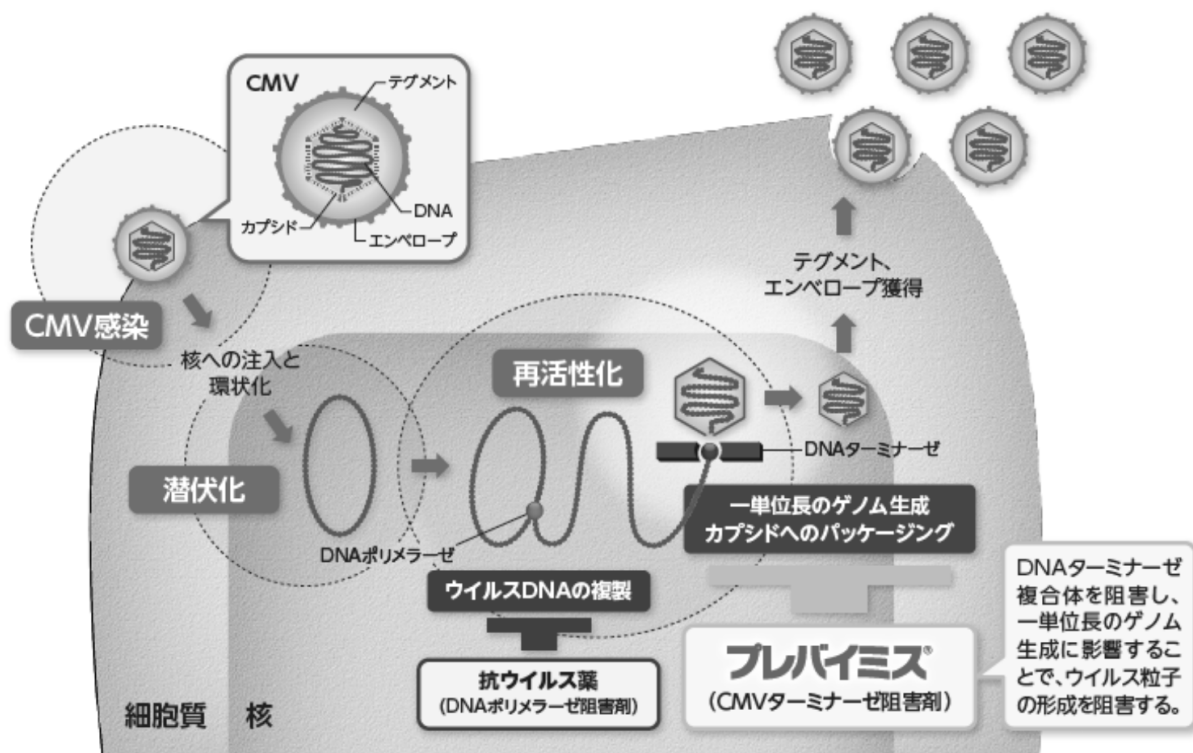 CMV
テグメント
DNA
カプシド
エンベロープ
CMV感染
核への注入と
環状化
潜伏化
再活性化
テグメント、
エンベロープ獲得
DNAターミナーゼ
DNAポリメラーゼ
一単位長のゲノム生成
カプシドへのパッケージング
ウイルスDNAの複製
抗ウイルス薬
(DNAポリメラーゼ阻害剤)
プレバイミス®
(CMVターミナーゼ阻害剤)
DNAターミナーゼ
複合体を阻害し、
一単位長のゲノム
生成に影響するこ
とで、ウイルス粒子
の形成を阻害する。
細胞質
核